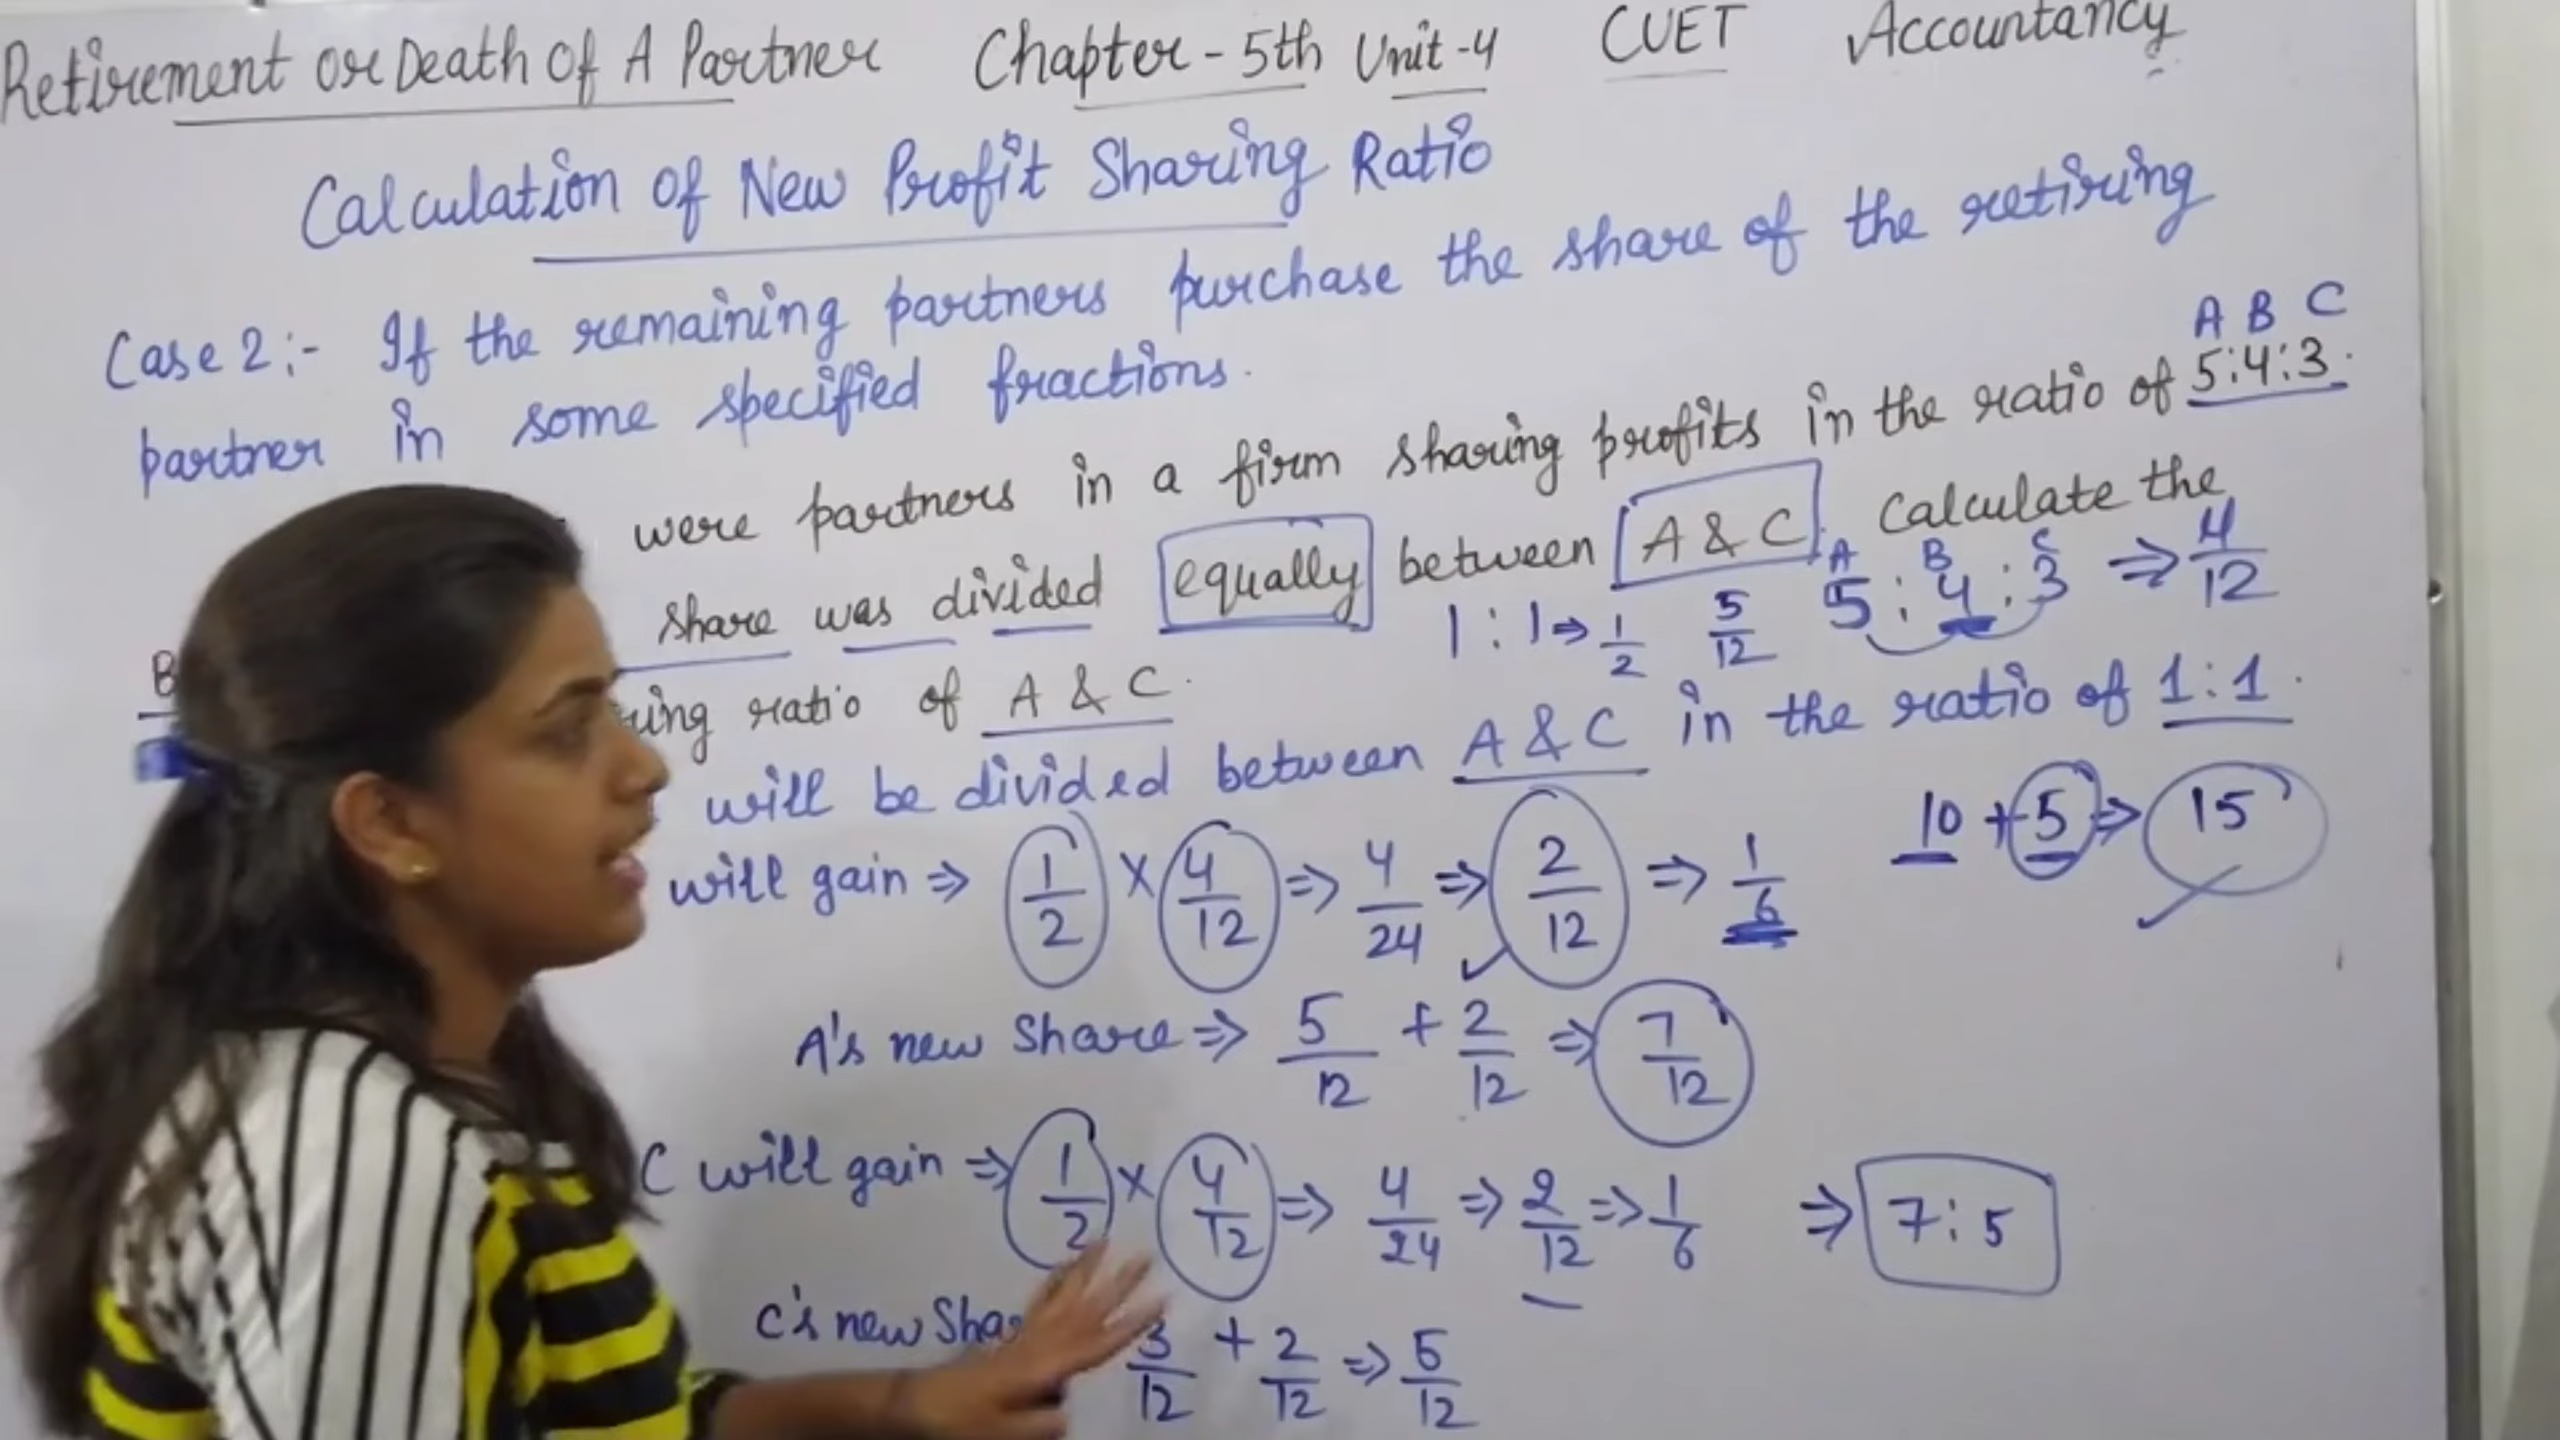 Retirement or Death Of A Partner Chapter - 5th Unit -4 CUET Accountancy
Calculation of New Profit Sharing Ratio
Case 2:- If the remaining partners purchase the share of the retiring
partner in some specified fractions.
A B C
were partners in a firm sharing profits in the ratio of 5:4:3.
share was divided equally between A & C. Calculate the
1 : 1 ⇒ 1/2 5/12 A B C 5 : 4 : 3 ⇒ 4/12
ring ratio of A & C.
will be divided between A & C in the ratio of 1:1.
10 + 5 ⇒ 15
will gain ⇒ 1/2 × 4/12 ⇒ 4/24 ⇒ 2/12 ⇒ 1/6
A's new Share ⇒ 5/12 + 2/12 ⇒ 7/12
C will gain ⇒ 1/2 × 4/12 ⇒ 4/24 ⇒ 2/12 ⇒ 1/6 ⇒ 7:5
C's new Sha 3/12 + 2/12 ⇒ 5/12